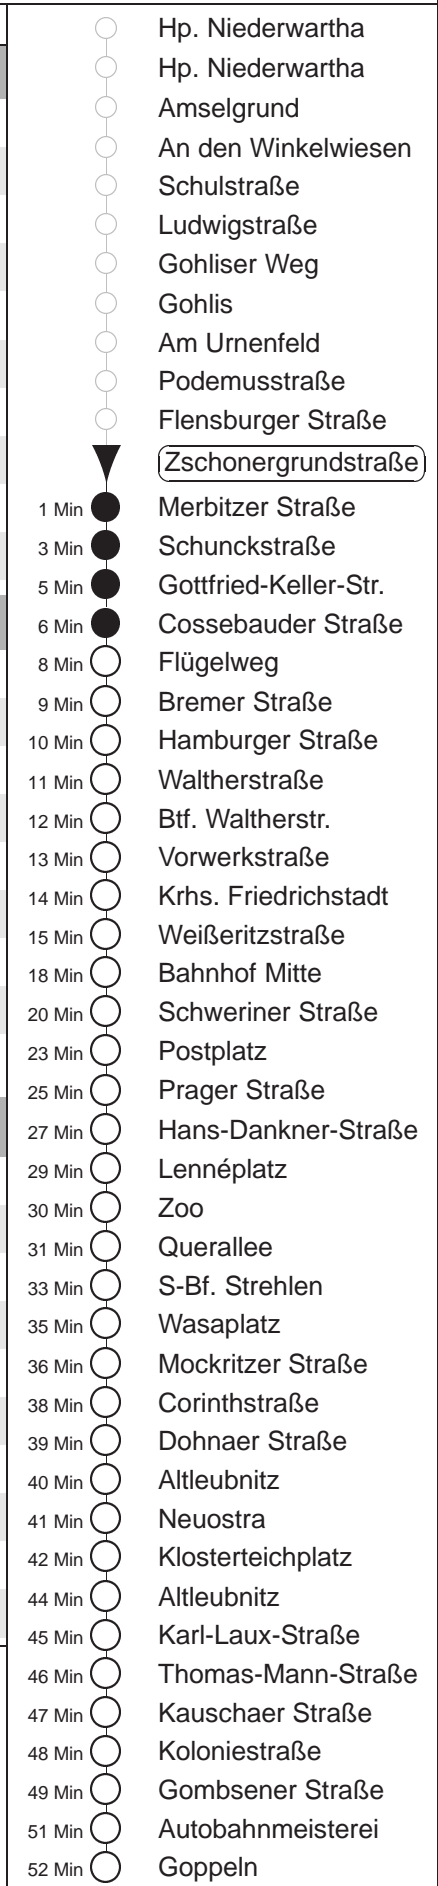 Hp. Niederwartha
Hp. Niederwartha
Amselgrund
An den Winkelwiesen
Schulstraße
Ludwigstraße
Gohliser Weg
Gohlis
Am Urnenfeld
Podemusstraße
Flensburger Straße
Zschonergrundstraße
1 Min Merbitzer Straße
3 Min Schunckstraße
5 Min Gottfried-Keller-Str.
6 Min Cossebauder Straße
8 Min Flügelweg
9 Min Bremer Straße
10 Min Hamburger Straße
11 Min Waltherstraße
12 Min Btf. Waltherstr.
13 Min Vorwerkstraße
14 Min Krhs. Friedrichstadt
15 Min Weißeritzstraße
18 Min Bahnhof Mitte
20 Min Schweriner Straße
23 Min Postplatz
25 Min Prager Straße
27 Min Hans-Dankner-Straße
29 Min Lennéplatz
30 Min Zoo
31 Min Querallee
33 Min S-Bf. Strehlen
35 Min Wasaplatz
36 Min Mockritzer Straße
38 Min Corinthstraße
39 Min Dohnaer Straße
40 Min Altleubnitz
41 Min Neuostra
42 Min Klosterteichplatz
44 Min Altleubnitz
45 Min Karl-Laux-Straße
46 Min Thomas-Mann-Straße
47 Min Kauschaer Straße
48 Min Koloniestraße
49 Min Gombsener Straße
51 Min Autobahnmeisterei
52 Min Goppeln